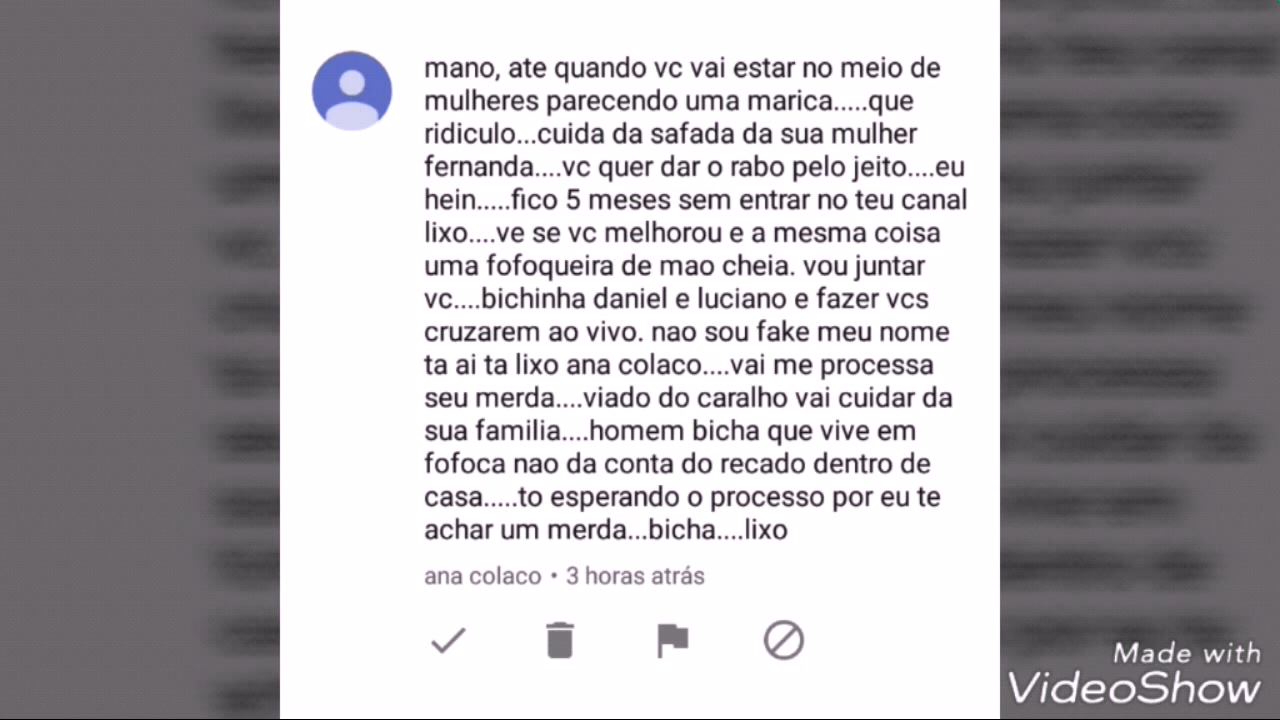 mano, ate quando vc vai estar no meio de
mulheres parecendo uma marica.....que
ridiculo...cuida da safada da sua mulher
fernanda....vc quer dar o rabo pelo jeito....eu
hein.....fico 5 meses sem entrar no teu canal
lixo....ve se vc melhorou e a mesma coisa
uma fofoqueira de mao cheia. vou juntar
vc....bichinha daniel e luciano e fazer vcs
cruzarem ao vivo. nao sou fake meu nome
ta ai ta lixo ana colaco....vai me processa
seu merda....viado do caralho vai cuidar da
sua familia....homem bicha que vive em
fofoca nao da conta do recado dentro de
casa.....to esperando o processo por eu te
achar um merda...bicha....lixo
ana colaco • 3 horas atrás
Made with
VideoShow